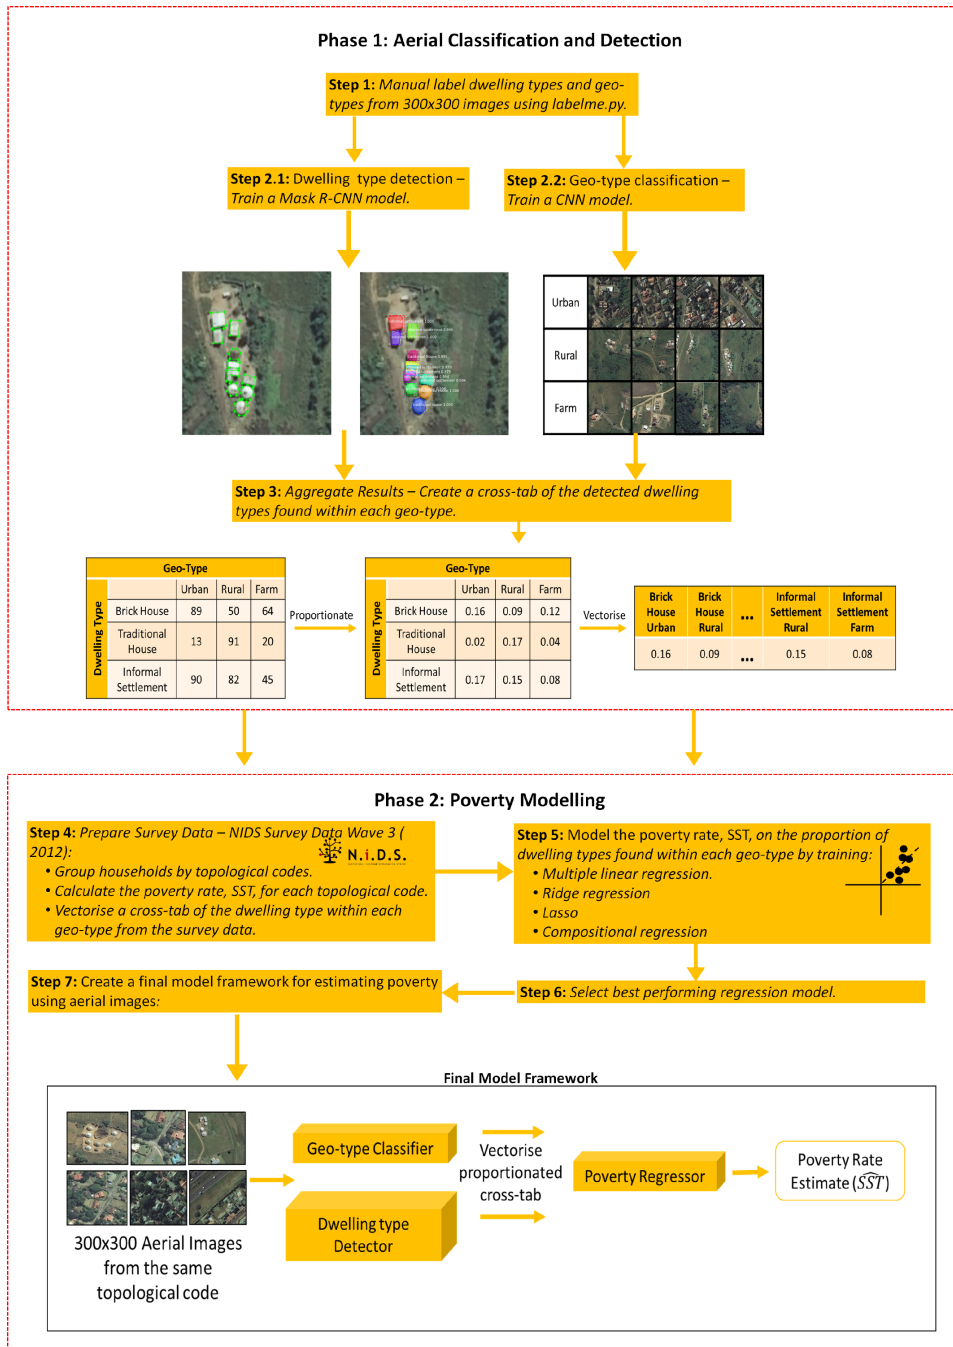 Phase 1: Aerial Classification and Detection
Step 1: Manual label dwelling types and geo-
types from 300x300 images using labelme.py.
Step 2.1: Dwelling type detection –
Train a Mask R-CNN model.
Step 2.2: Geo-type classification –
Train a CNN model.
Urban
Rural
Farm
Step 3: Aggregate Results – Create a cross-tab of the detected dwelling
types found within each geo-type.
Geo-Type
Dwelling Type
Urban Rural Farm
Brick House 89 50 64
Traditional
House 13 91 20
Informal
Settlement 90 82 45
Proportionate
Geo-Type
Dwelling Type
Urban Rural Farm
Brick House 0.16 0.09 0.12
Traditional
House 0.02 0.17 0.04
Informal
Settlement 0.17 0.15 0.08
Vectorise
Brick House Urban Brick House Rural ... Informal Settlement Rural Informal Settlement Farm
0.16 0.09 ... 0.15 0.08
Phase 2: Poverty Modelling
Step 4: Prepare Survey Data – NIDS Survey Data Wave 3 (
2012):
N.i.D.S.
• Group households by topological codes.
• Calculate the poverty rate, SST, for each topological code.
• Vectorise a cross-tab of the dwelling type within each
geo-type from the survey data.
Step 5: Model the poverty rate, SST, on the proportion of
dwelling types found within each geo-type by training:
• Multiple linear regression.
• Ridge regression
• Lasso
• Compositional regression
Step 6: Select best performing regression model.
Step 7: Create a final model framework for estimating poverty
using aerial images:
Final Model Framework
300x300 Aerial Images
from the same
topological code
Geo-type Classifier
Dwelling type
Detector
Vectorise
proportionated
cross-tab
Poverty Regressor
Poverty Rate
Estimate (\widehat{SST})